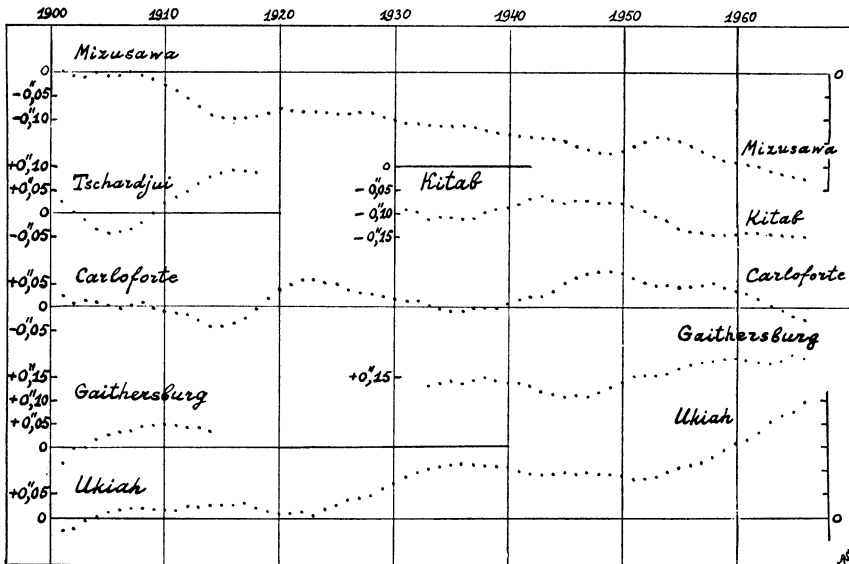 1900 1910 1920 1930 1940 1950 1960
Mizusawa
0 0
-0",05
-0",10
Mizusawa
+0",10
Tschardjui Kitab
+0",05 -0",05
0 -0",10
Kitab
-0",05 -0",15
Carloforte Carloforte
+0",05
0
-0",05
Gaithersburg
+0",15 +0",15
Gaithersburg
+0",10
Ukiah
+0",05
0
Ukiah
+0",05
0 0